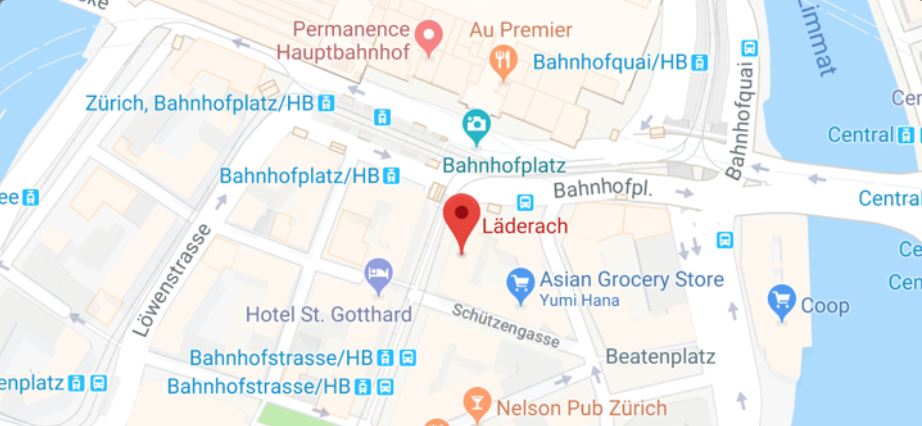 Permanence
Hauptbahnhof
Au Premier
Bahnhofquai/HB
Limmat
Bahnhofquai
Zürich, Bahnhofplatz/HB
Central
Bahnhofplatz
Bahnhofplatz/HB
Bahnhofpl.
Central
Läderach
Löwenstrasse
Asian Grocery Store
Yumi Hana
Hotel St. Gotthard
Schützengasse
Coop
Bahnhofstrasse/HB
Beatenplatz
Bahnhofstrasse/HB
Nelson Pub Zürich